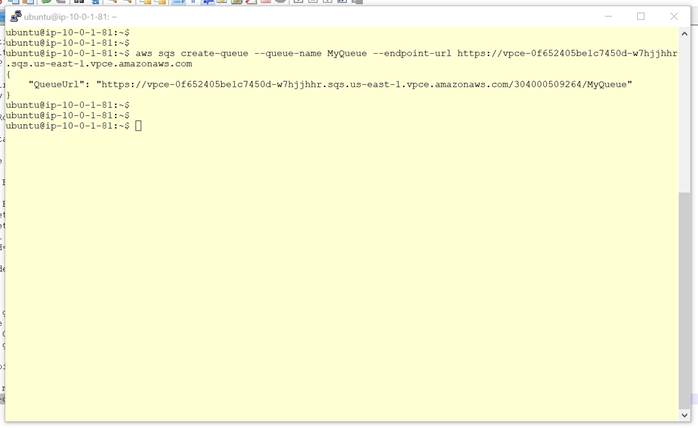 ubuntu@ip-10-0-1-81: ~
ubuntu@ip-10-0-1-81:~$
ubuntu@ip-10-0-1-81:~$
ubuntu@ip-10-0-1-81:~$ aws sqs create-queue --queue-name MyQueue --endpoint-url https://vpce-0f652405be1c7450d-w7hjjhhr
.sqs.us-east-1.vpce.amazonaws.com
{
    "QueueUrl": "https://vpce-0f652405be1c7450d-w7hjjhhr.sqs.us-east-1.vpce.amazonaws.com/304000509264/MyQueue"
}
ubuntu@ip-10-0-1-81:~$
ubuntu@ip-10-0-1-81:~$
ubuntu@ip-10-0-1-81:~$